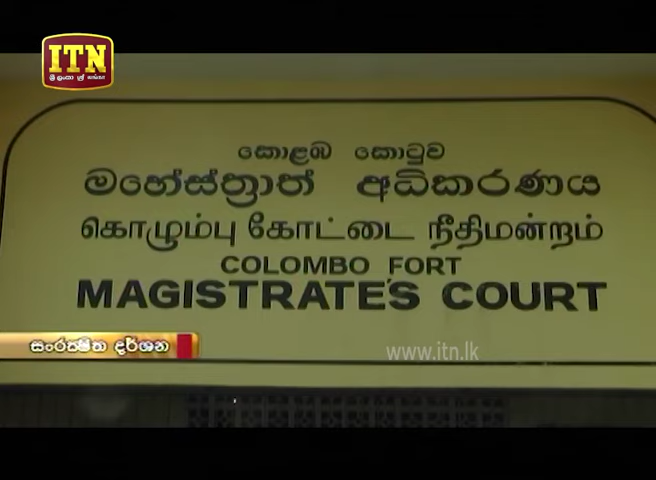 ITN
කොළඹ කොටුව
මහේස්ත්‍රාත් අධිකරණය
கொழும்பு கோட்டை நீதிமன்றம்
COLOMBO FORT
MAGISTRATE'S COURT
සංරක්ෂිත දර්ශන
www.itn.lk